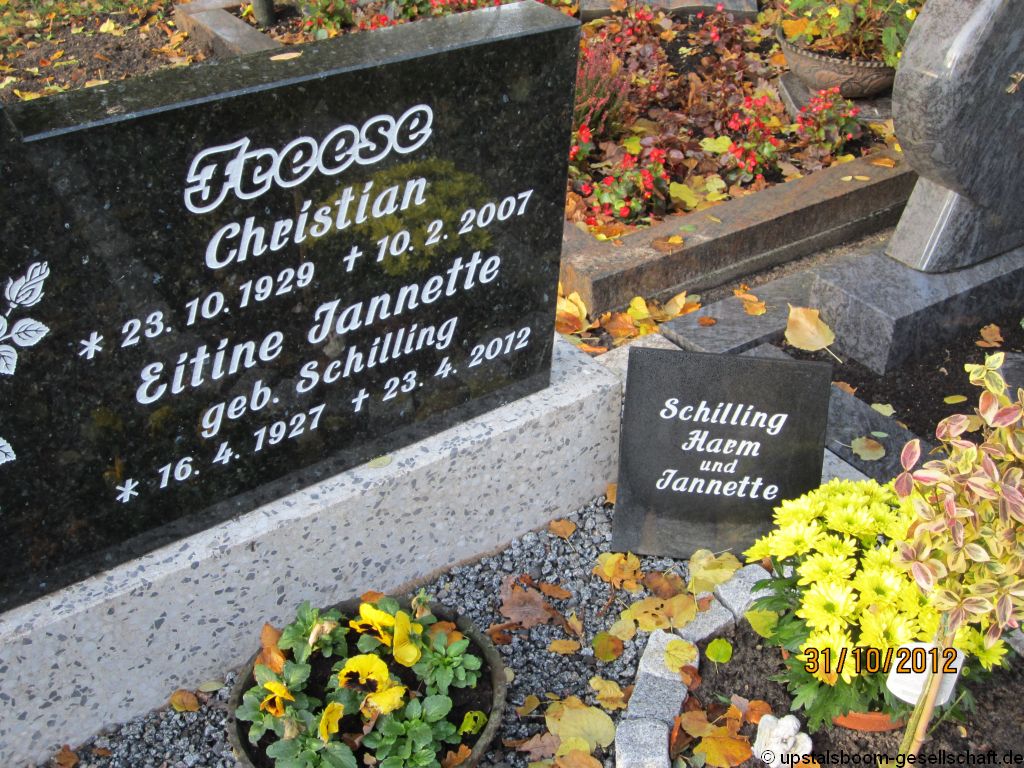 Freese
Christian
* 23. 10. 1929 † 10. 2. 2007
Eitine Jannette
geb. Schilling
* 16. 4. 1927 † 23. 4. 2012
Schilling
Harm
und
Jannette
31/10/2012
© upstalsboom-gesellschaft.de